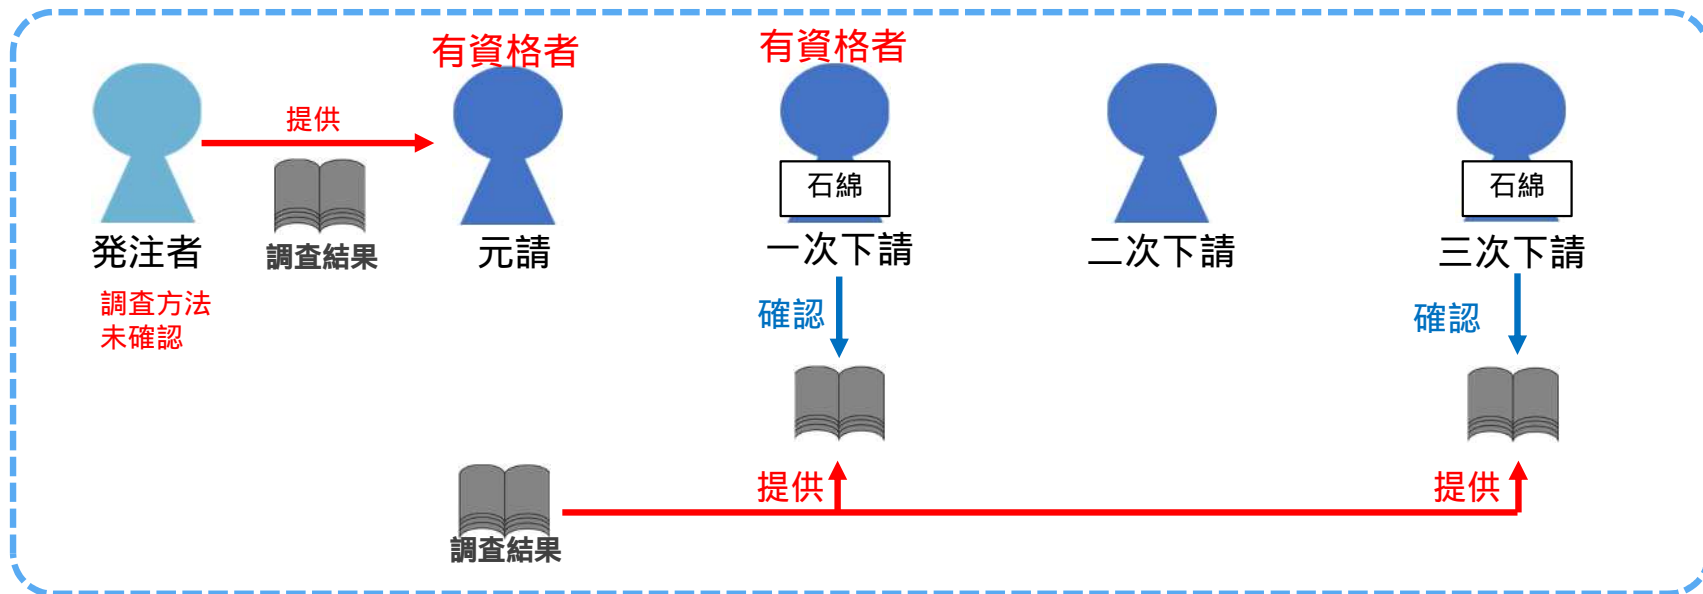 有資格者
有資格者
提供
石綿
石綿
発注者
調査結果
元請
一次下請
二次下請
三次下請
調査方法
未確認
確認
確認
提供
提供
調査結果